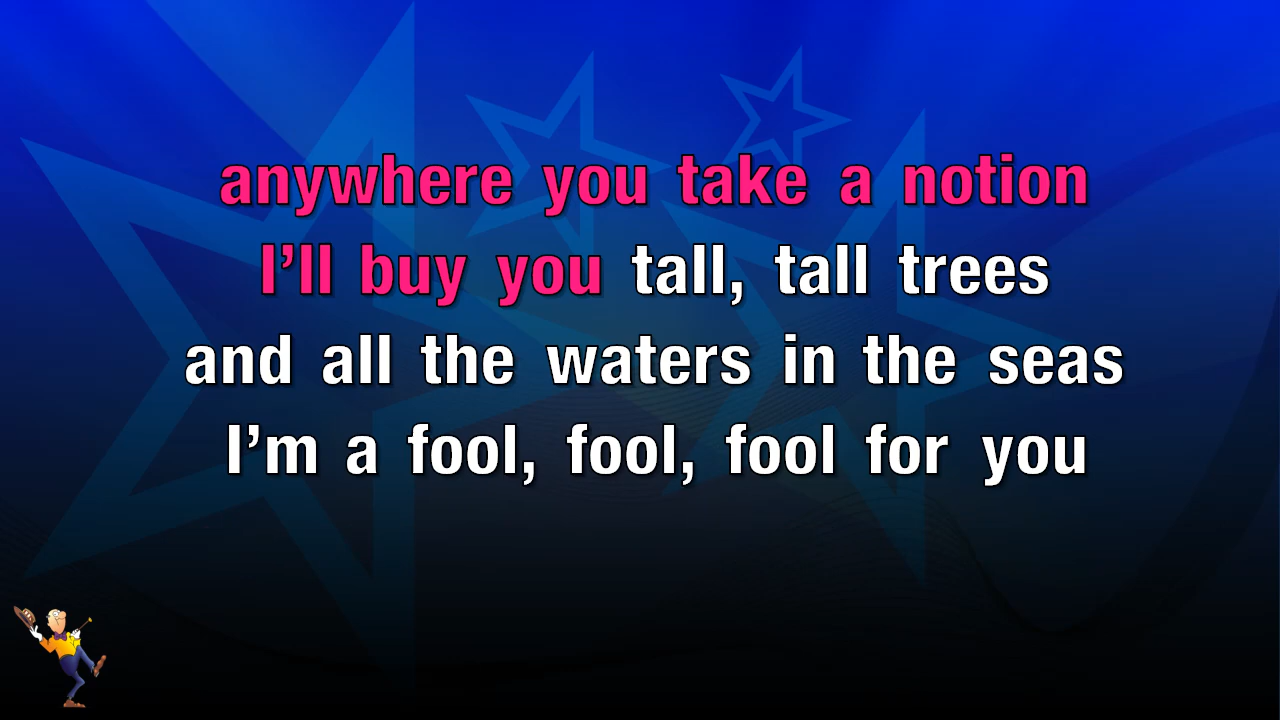 anywhere you take a notion
I’ll buy you tall, tall trees
and all the waters in the seas
I’m a fool, fool, fool for you